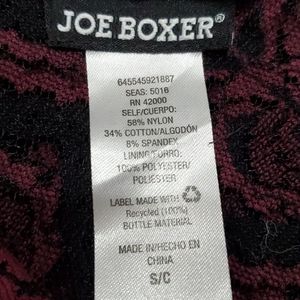 JOE BOXER®
645545921887
SEAS: 5016
RN 42000
SELF/CUERPO:
58% NYLON
34% COTTON/ALGODÓN
8% SPANDEX
LINING/FORRO:
100% POLYESTER/
POLIESTER
LABEL MADE WITH
Recycled (100%)
BOTTLE MATERIAL
MADE IN/HECHO EN
CHINA
S/C